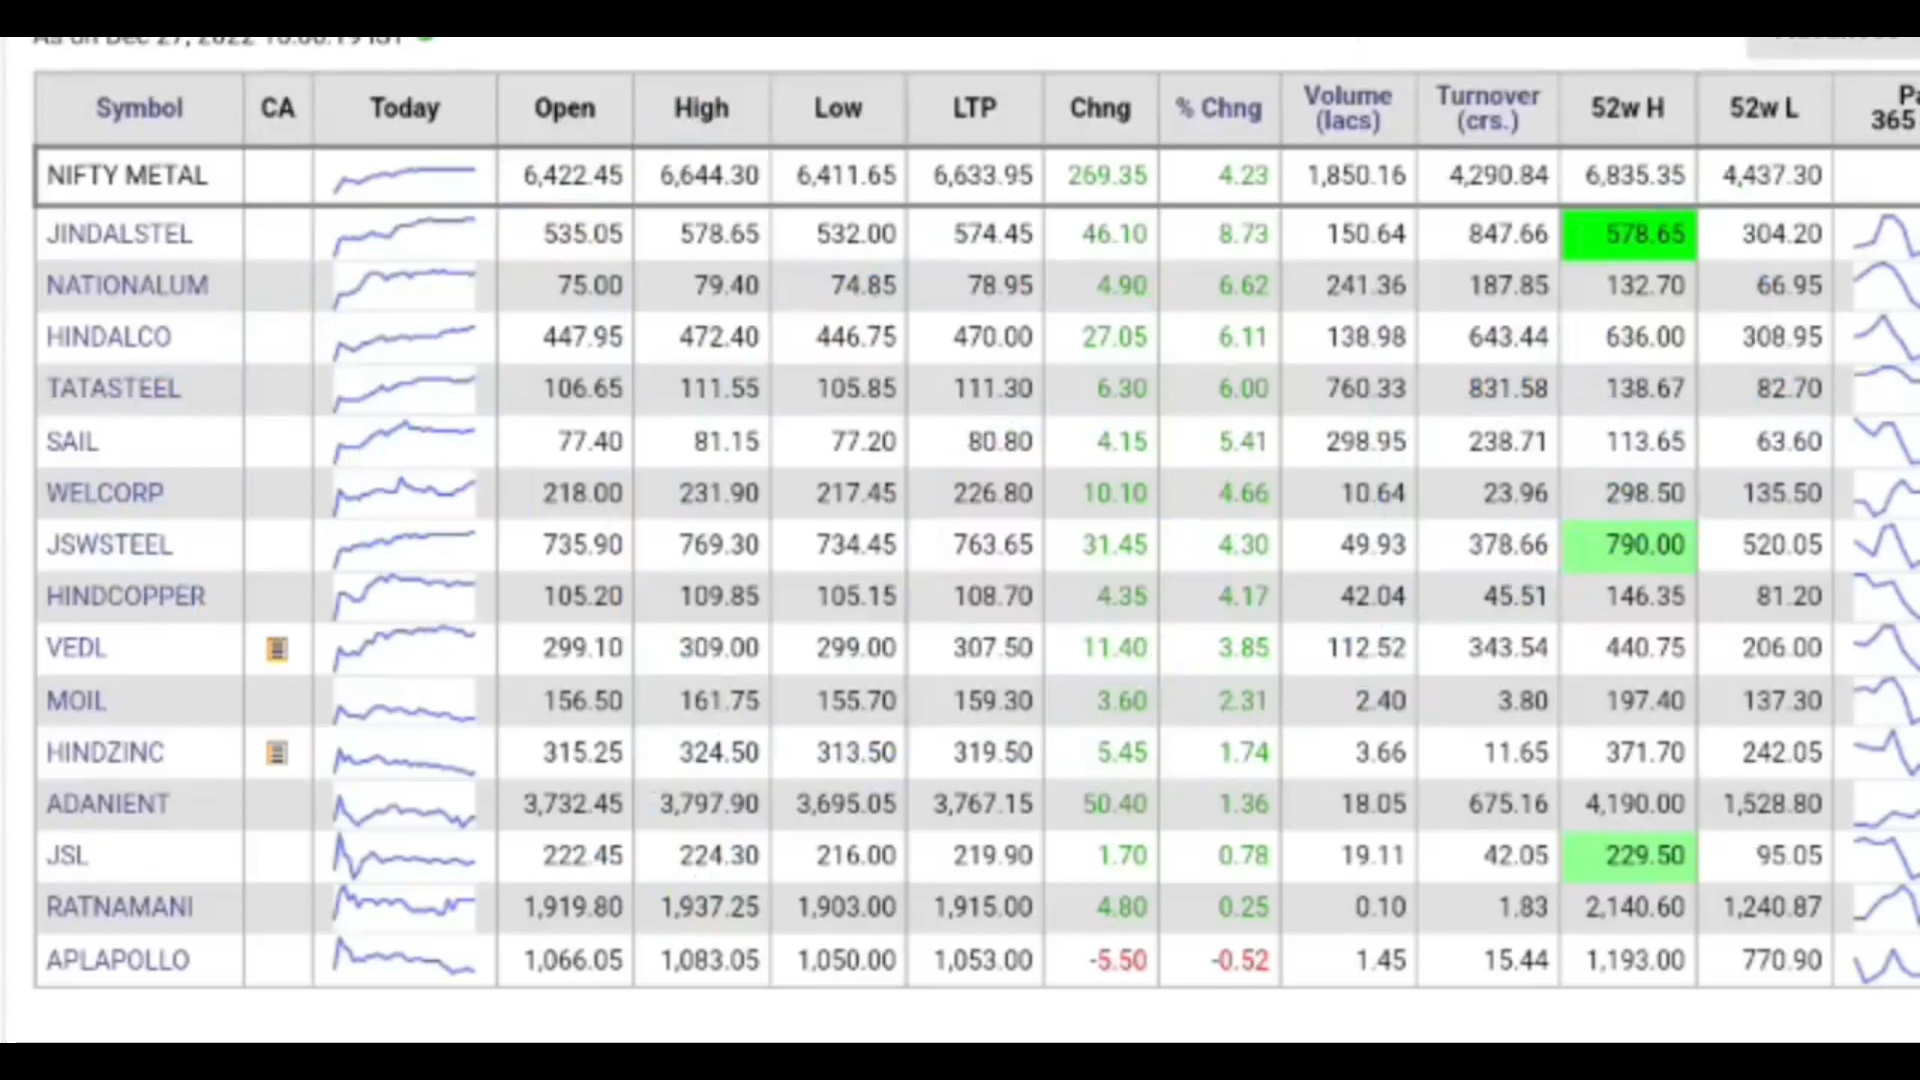 As on Dec 27, 2022 16:00:19 IST
Symbol CA Today Open High Low LTP Chng % Chng Volume (lacs) Turnover (crs.) 52w H 52w L 365
NIFTY METAL 6,422.45 6,644.30 6,411.65 6,633.95 269.35 4.23 1,850.16 4,290.84 6,835.35 4,437.30
JINDALSTEL 535.05 578.65 532.00 574.45 46.10 8.73 150.64 847.66 578.65 304.20
NATIONALUM 75.00 79.40 74.85 78.95 4.90 6.62 241.36 187.85 132.70 66.95
HINDALCO 447.95 472.40 446.75 470.00 27.05 6.11 138.98 643.44 636.00 308.95
TATASTEEL 106.65 111.55 105.85 111.30 6.30 6.00 760.33 831.58 138.67 82.70
SAIL 77.40 81.15 77.20 80.80 4.15 5.41 298.95 238.71 113.65 63.60
WELCORP 218.00 231.90 217.45 226.80 10.10 4.66 10.64 23.96 298.50 135.50
JSWSTEEL 735.90 769.30 734.45 763.65 31.45 4.30 49.93 378.66 790.00 520.05
HINDCOPPER 105.20 109.85 105.15 108.70 4.35 4.17 42.04 45.51 146.35 81.20
VEDL 299.10 309.00 299.00 307.50 11.40 3.85 112.52 343.54 440.75 206.00
MOIL 156.50 161.75 155.70 159.30 3.60 2.31 2.40 3.80 197.40 137.30
HINDZINC 315.25 324.50 313.50 319.50 5.45 1.74 3.66 11.65 371.70 242.05
ADANIENT 3,732.45 3,797.90 3,695.05 3,767.15 50.40 1.36 18.05 675.16 4,190.00 1,528.80
JSL 222.45 224.30 216.00 219.90 1.70 0.78 19.11 42.05 229.50 95.05
RATNAMANI 1,919.80 1,937.25 1,903.00 1,915.00 4.80 0.25 0.10 1.83 2,140.60 1,240.87
APLAPOLLO 1,066.05 1,083.05 1,050.00 1,053.00 -5.50 -0.52 1.45 15.44 1,193.00 770.90